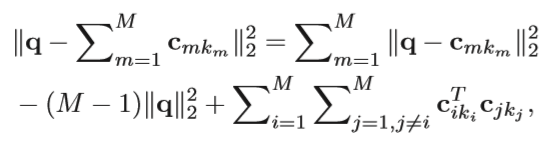 ‖q − ∑_{m=1}^{M} c_{mk_m}‖_2^2 = ∑_{m=1}^{M} ‖q − c_{mk_m}‖_2^2
− (M − 1)‖q‖_2^2 + ∑_{i=1}^{M} ∑_{j=1,j≠i}^{M} c_{ik_i}^T c_{jk_j},